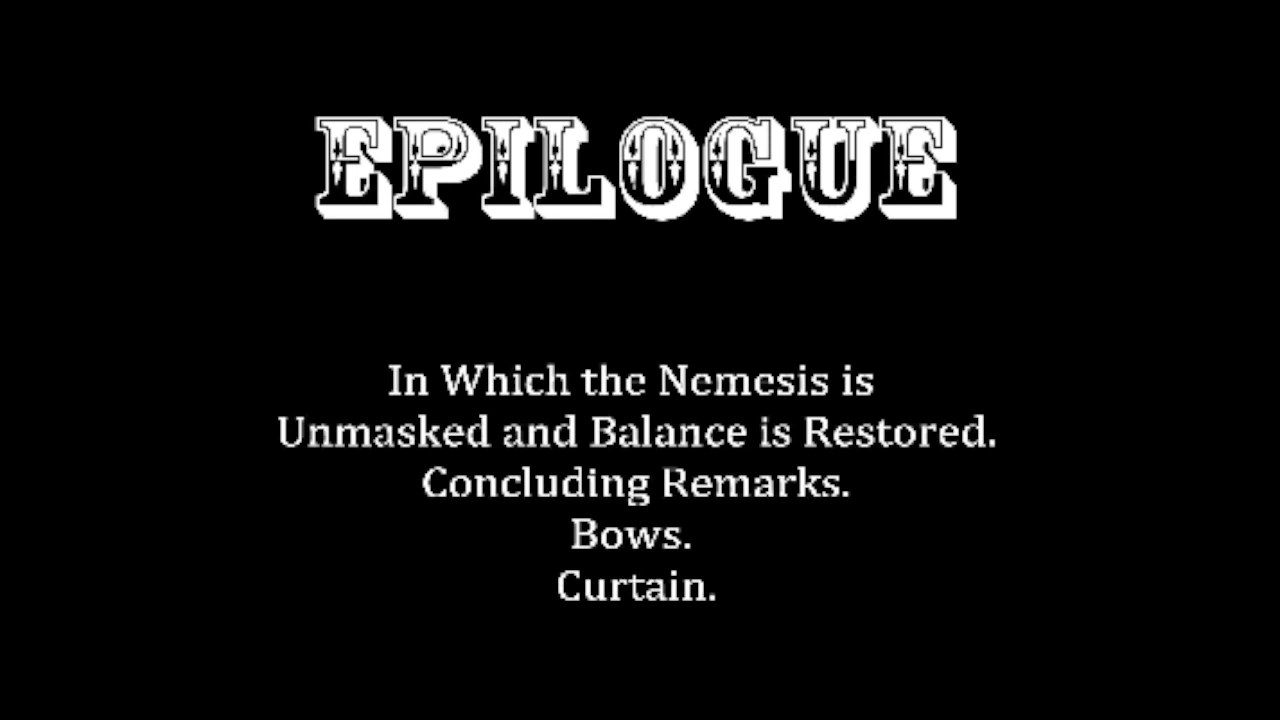 EPILOGUE
In Which the Nemesis is
Unmasked and Balance is Restored.
Concluding Remarks.
Bows.
Curtain.